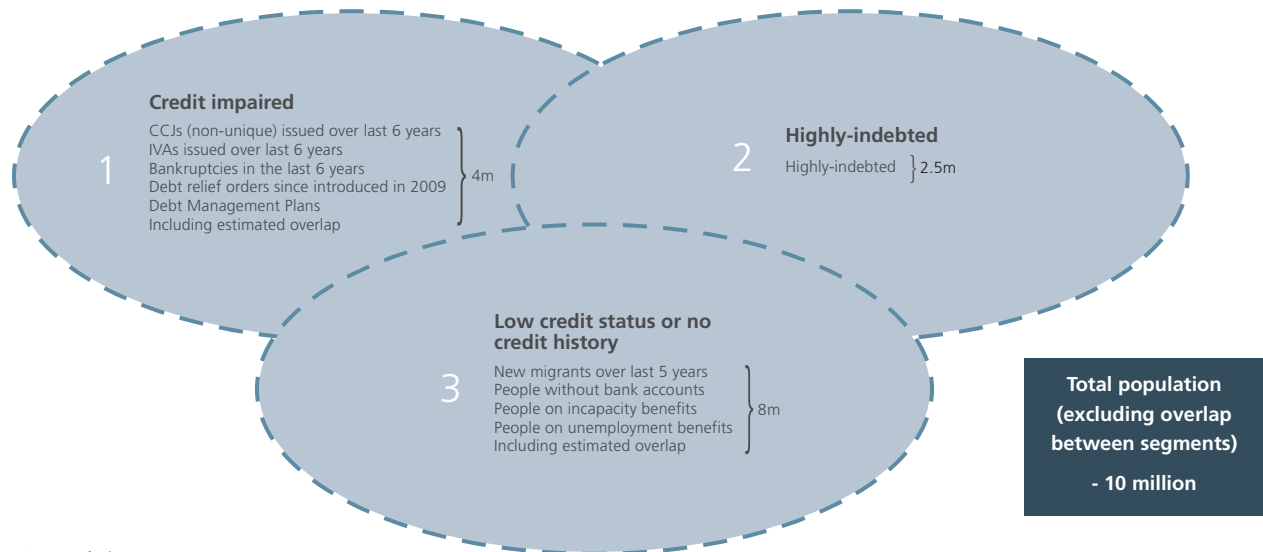 1
Credit impaired
CCJs (non-unique) issued over last 6 years
IVAs issued over last 6 years
Bankruptcies in the last 6 years
Debt relief orders since introduced in 2009
Debt Management Plans
Including estimated overlap
4m
2
Highly-indebted
Highly-indebted
2.5m
3
Low credit status or no
credit history
New migrants over last 5 years
People without bank accounts
People on incapacity benefits
People on unemployment benefits
Including estimated overlap
8m
Total population
(excluding overlap
between segments)
- 10 million